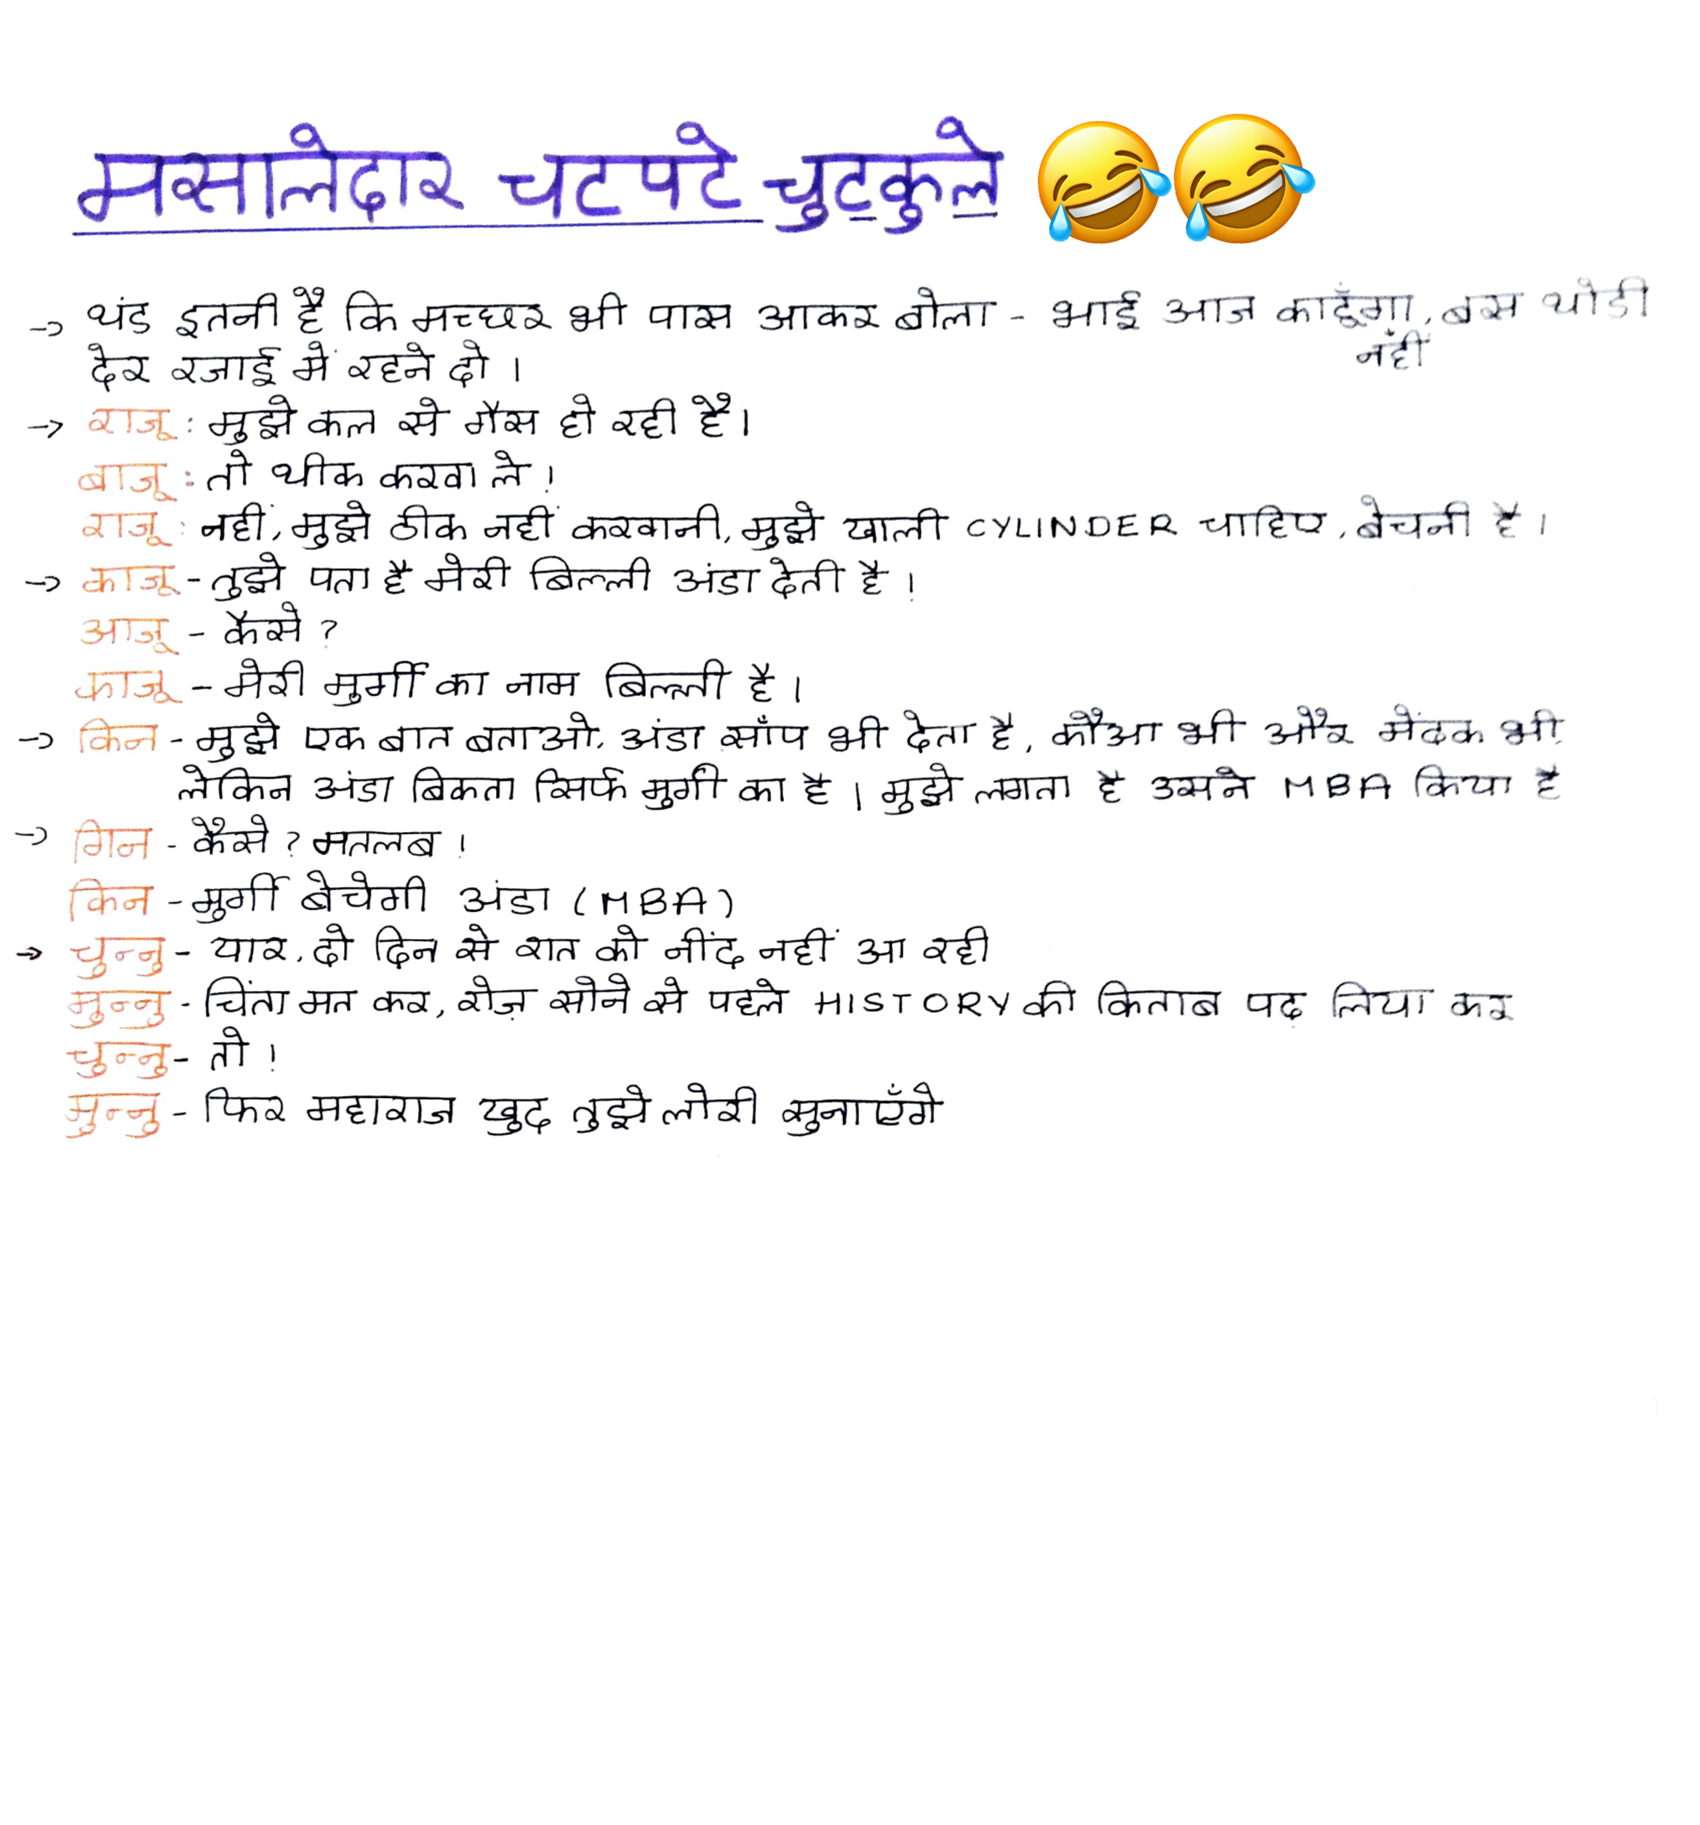 मसालेदार चटपटे चुटकुले 🤣🤣
→ थंड इतनी है कि मच्छर भी पास आकर बोला - भाई आज काटूँगा, बस थोडी
नहीं
देर रजाई में रहने दो ।
→ राजू : मुझे कल से गैस हो रही है।
बाजू : तो थीक करवा ले !
राजू : नहीं, मुझे ठीक नहीं करवानी, मुझे खाली CYLINDER चाहिए, बेचनी है ।
→ काजू - तुझे पता है मेरी बिल्ली अंडा देती है !
आजू - कैसे ?
काजू - मेरी मुर्गी का नाम बिल्ली है ।
→ किन - मुझे एक बात बताओ, अंडा साँप भी देता है, कौआ भी और मेंढक भी
लेकिन अंडा बिकता सिर्फ मुर्गी का है । मुझे लगता है उसने MBA किया है
→ गिन - कैसे ? मतलब !
किन - मुर्गी बेचेगी अंडा (MBA)
→ चुन्नु - यार, दो दिन से रात को नींद नहीं आ रही
मुन्नु - चिंता मत कर, रोज़ सोने से पहले HISTORY की किताब पढ़ लिया कर
चुन्नु - तो !
मुन्नु - फिर महाराज खुद तुझे लोरी सुनाएँगे